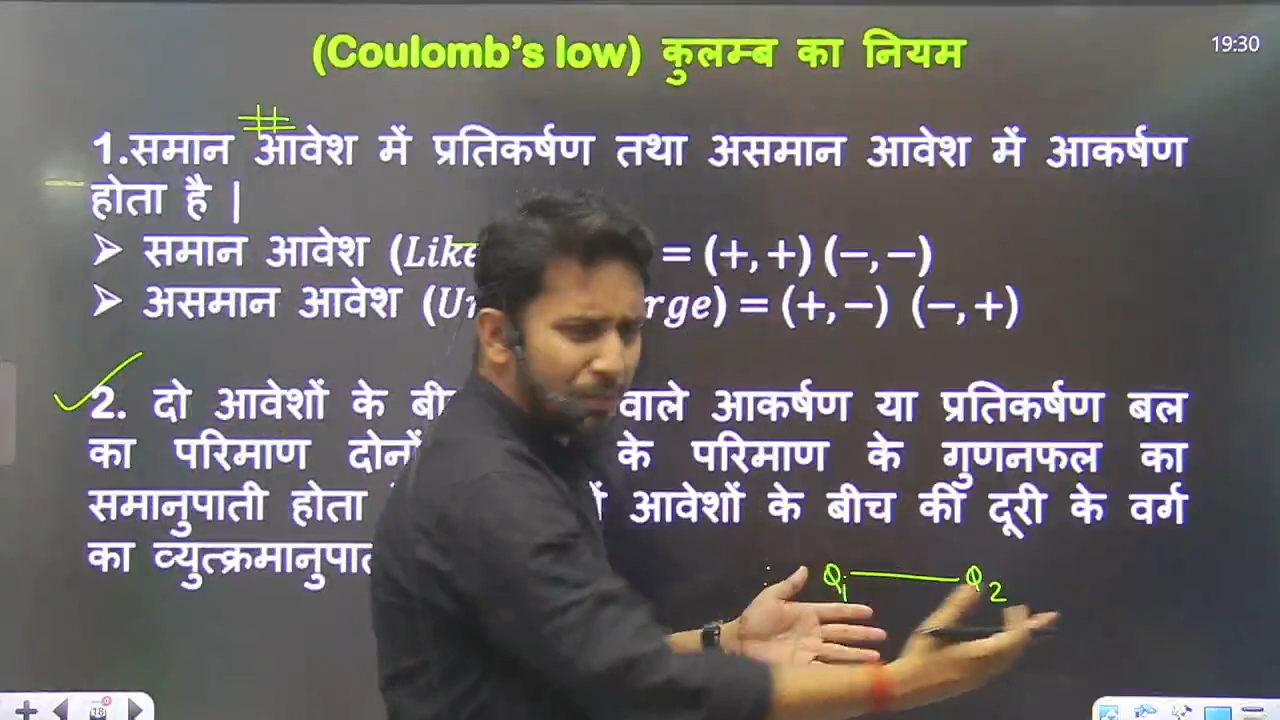 (Coulomb's low) कुलम्ब का नियम
19:30
1.समान आवेश में प्रतिकर्षण तथा असमान आवेश में आकर्षण
होता है |
➢ समान आवेश (Like = (+,+) (−,−)
➢ असमान आवेश (Un rge) = (+,−) (−,+)
2. दो आवेशों के वाले आकर्षण या प्रतिकर्षण बल
का परिमाण के परिमाण के गुणनफल का
समानुपाती होता आवेशों के बीच की दूरी के वर्ग
का
Q1 Q2
18